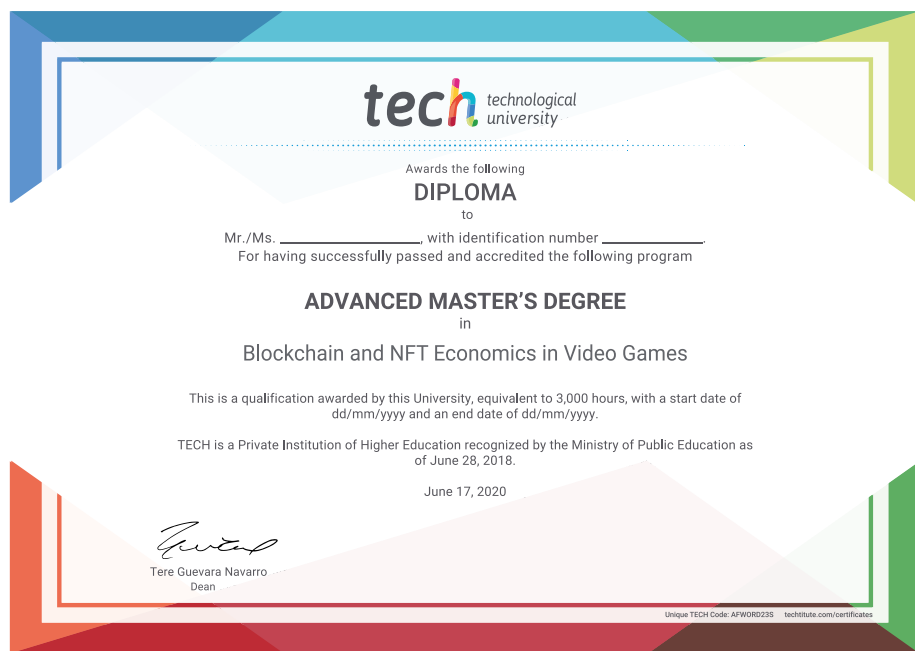 tech technological
university
Awards the following
DIPLOMA
to
Mr./Ms. ____________________, with identification number ______________.
For having successfully passed and accredited the following program
ADVANCED MASTER’S DEGREE
in
Blockchain and NFT Economics in Video Games
This is a qualification awarded by this University, equivalent to 3,000 hours, with a start date of
dd/mm/yyyy and an end date of dd/mm/yyyy.
TECH is a Private Institution of Higher Education recognized by the Ministry of Public Education as
of June 28, 2018.
June 17, 2020
Tere Guevara Navarro
Dean
Unique TECH Code: AFWORD23S techtitute.com/certificates